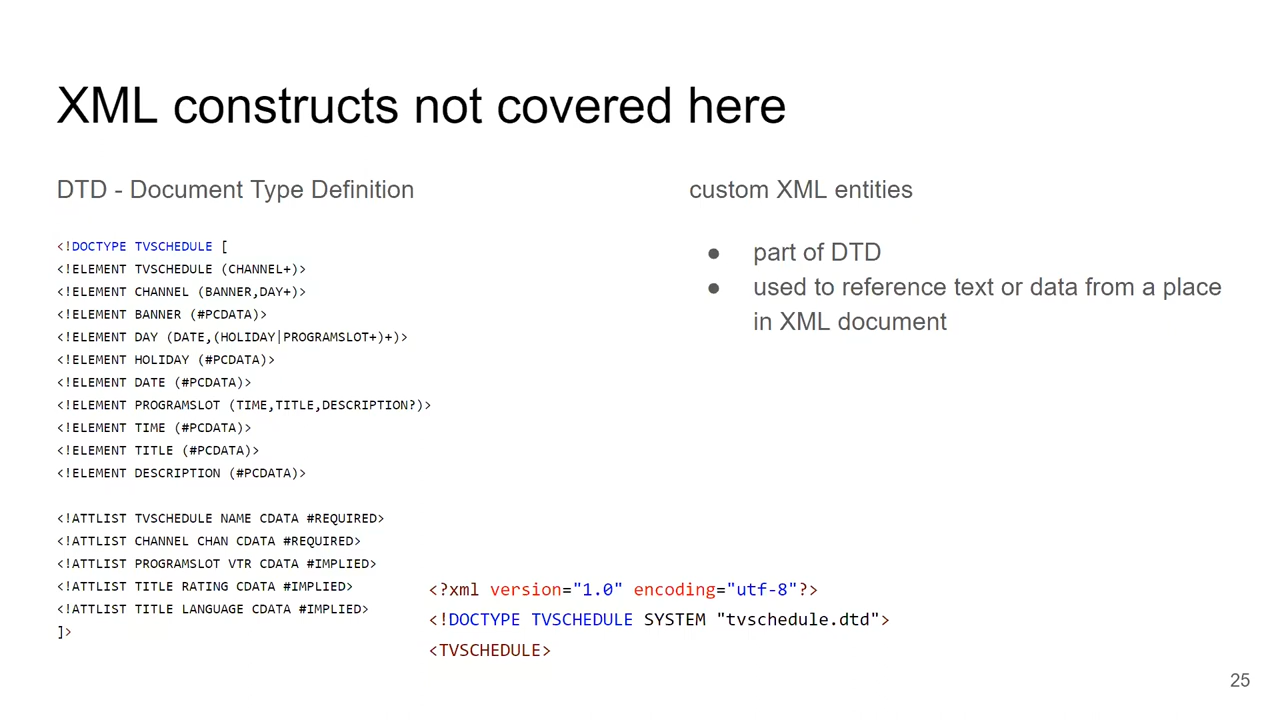 XML constructs not covered here
DTD - Document Type Definition
<!DOCTYPE TVSCHEDULE [
<!ELEMENT TVSCHEDULE (CHANNEL+)>
<!ELEMENT CHANNEL (BANNER,DAY+)>
<!ELEMENT BANNER (#PCDATA)>
<!ELEMENT DAY (DATE,(HOLIDAY|PROGRAMSLOT+)+)>
<!ELEMENT HOLIDAY (#PCDATA)>
<!ELEMENT DATE (#PCDATA)>
<!ELEMENT PROGRAMSLOT (TIME,TITLE,DESCRIPTION?)>
<!ELEMENT TIME (#PCDATA)>
<!ELEMENT TITLE (#PCDATA)>
<!ELEMENT DESCRIPTION (#PCDATA)>
<!ATTLIST TVSCHEDULE NAME CDATA #REQUIRED>
<!ATTLIST CHANNEL CHAN CDATA #REQUIRED>
<!ATTLIST PROGRAMSLOT VTR CDATA #IMPLIED>
<!ATTLIST TITLE RATING CDATA #IMPLIED>
<!ATTLIST TITLE LANGUAGE CDATA #IMPLIED>
]>
<?xml version="1.0" encoding="utf-8"?>
<!DOCTYPE TVSCHEDULE SYSTEM "tvschedule.dtd">
<TVSCHEDULE>
custom XML entities
● part of DTD
● used to reference text or data from a place
in XML document
25